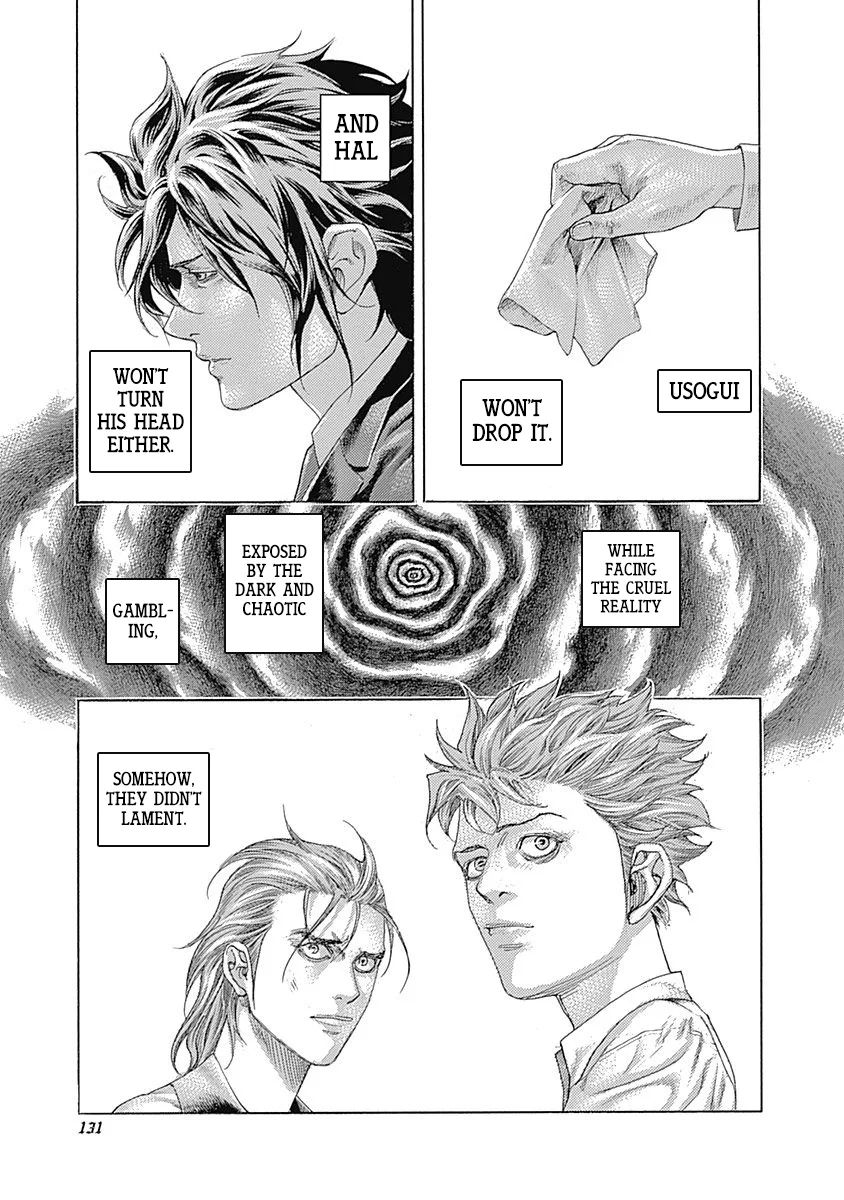 USOGUI
WON'T
DROP IT.
AND
HAL
WON'T
TURN
HIS HEAD
EITHER.
WHILE
FACING
THE CRUEL
REALITY
EXPOSED
BY THE
DARK AND
CHAOTIC
GAMBL-
ING,
SOMEHOW,
THEY DIDN'T
LAMENT.
131